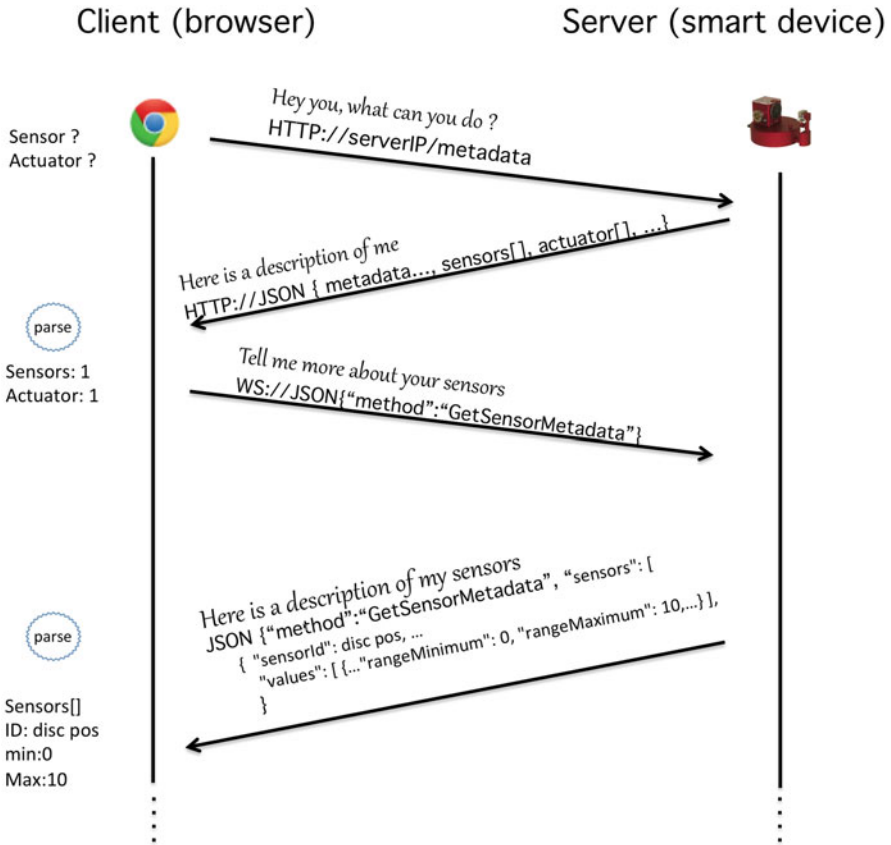 Client (browser)
Server (smart device)
Sensor ?
Actuator ?
Hey you, what can you do ?
HTTP://serverIP/metadata
Here is a description of me
HTTP://JSON { metadata..., sensors[], actuator[], ...}
parse
Sensors: 1
Actuator: 1
Tell me more about your sensors
WS://JSON{“method”:“GetSensorMetadata”}
Here is a description of my sensors
JSON {“method”:“GetSensorMetadata”, “sensors": [
{ "sensorId": disc pos, ...
"values": [ {..."rangeMinimum": 0, "rangeMaximum": 10,...} ],
}
parse
Sensors[]
ID: disc pos
min:0
Max:10